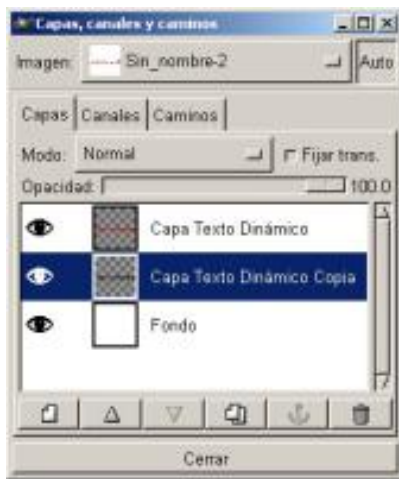 Capas, canales y caminos
Imagen: Sin_nombre-2 Auto
Capas Canales Caminos
Modo: Normal Fijar trans.
Opacidad: 100.0
Capa Texto Dinámico
Capa Texto Dinámico Copia
Fondo
Cerrar